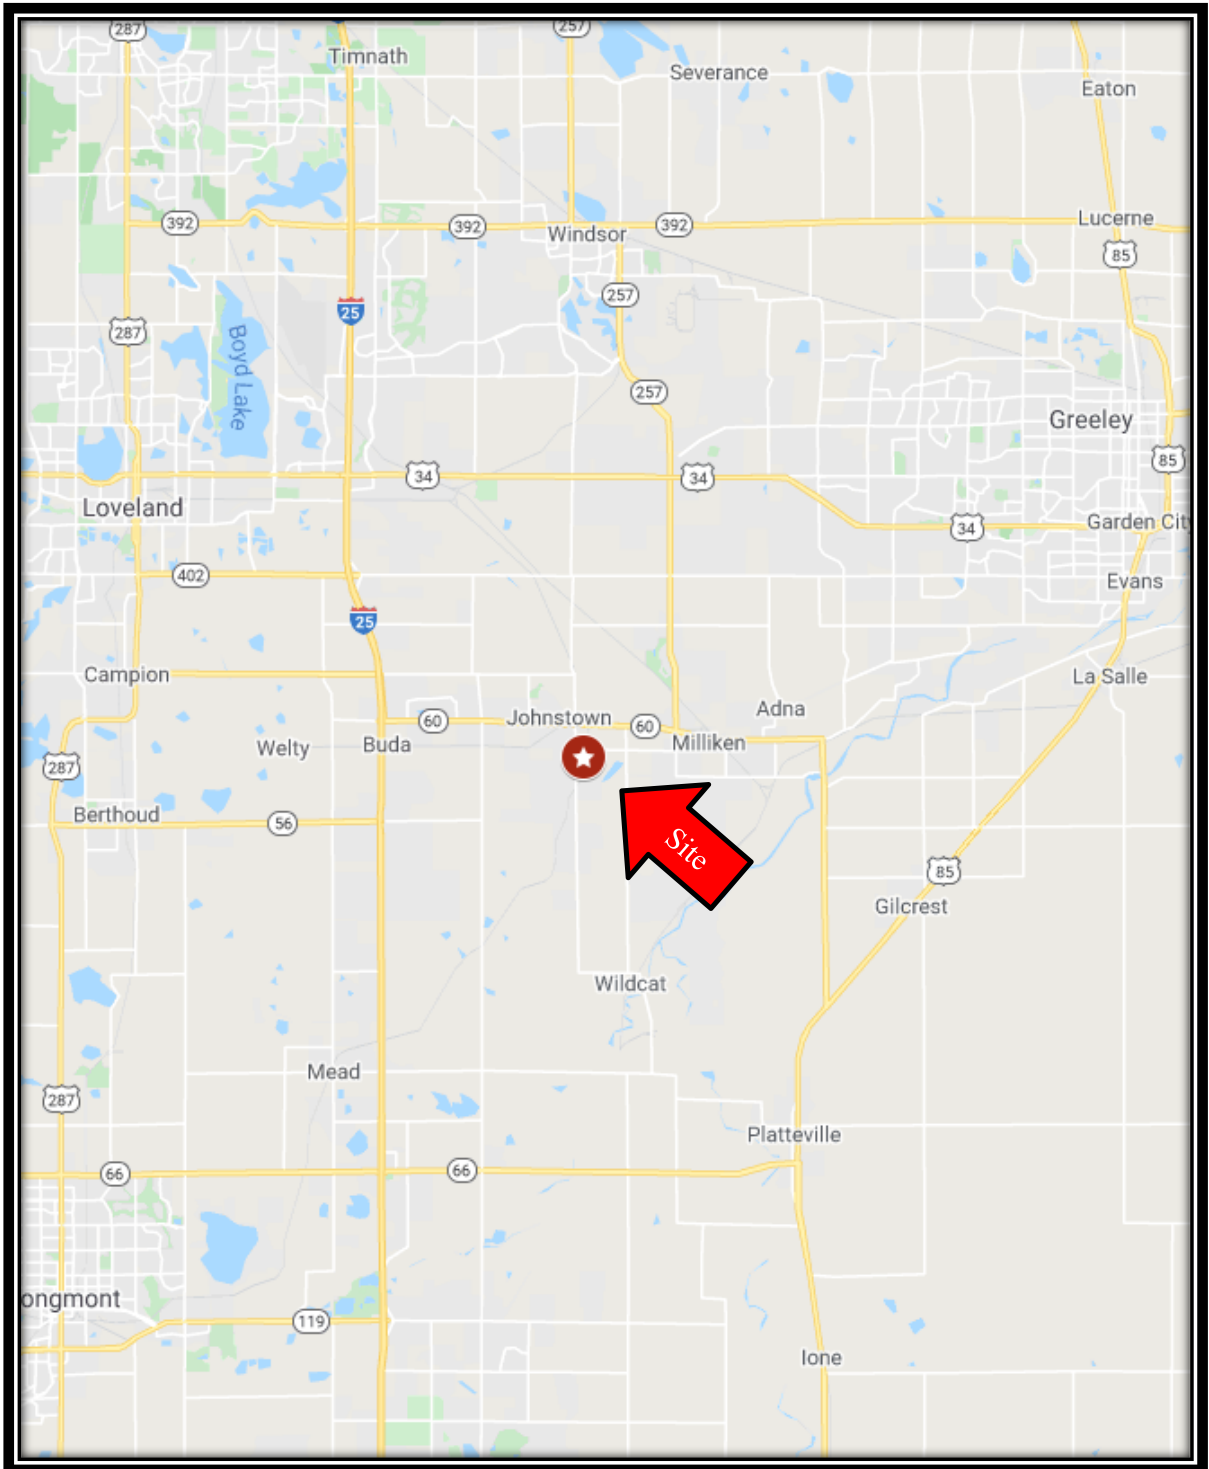 287
257
Timnath
Severance
Eaton
392
392
Windsor
392
Lucerne
85
25
257
287
Boyd Lake
257
Greeley
34
34
85
Loveland
34
Garden City
402
Evans
25
Campion
La Salle
60
Johnstown
60
Adna
Welty
Buda
Milliken
287
Berthoud
56
Site
85
Gilcrest
Wildcat
Mead
287
Platteville
66
66
ongmont
119
Ione